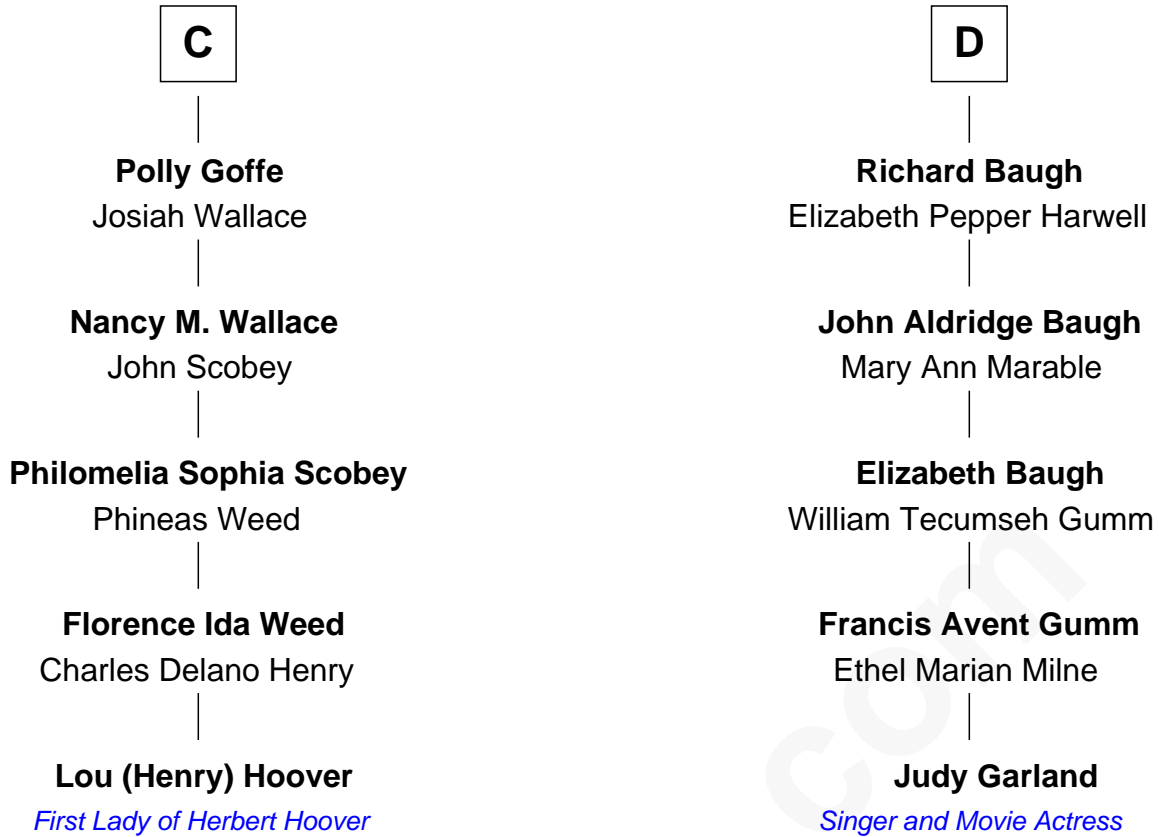 C
Polly Goffe
Josiah Wallace
Nancy M. Wallace
John Scobey
Philomelia Sophia Scobey
Phineas Weed
Florence Ida Weed
Charles Delano Henry
Lou (Henry) Hoover
First Lady of Herbert Hoover
D
Richard Baugh
Elizabeth Pepper Harwell
John Aldridge Baugh
Mary Ann Marable
Elizabeth Baugh
William Tecumseh Gumm
Francis Avent Gumm
Ethel Marian Milne
Judy Garland
Singer and Movie Actress
com